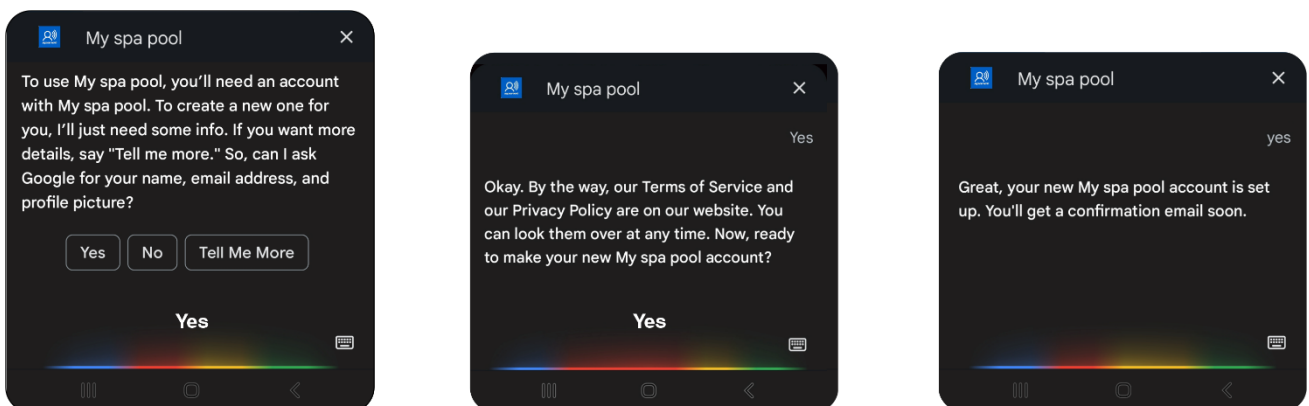 My spa pool
To use My spa pool, you’ll need an account
with My spa pool. To create a new one for
you, I’ll just need some info. If you want more
details, say "Tell me more." So, can I ask
Google for your name, email address, and
profile picture?
Yes No Tell Me More
Yes
My spa pool
Yes
Okay. By the way, our Terms of Service and
our Privacy Policy are on our website. You
can look them over at any time. Now, ready
to make your new My spa pool account?
Yes
My spa pool
yes
Great, your new My spa pool account is set
up. You'll get a confirmation email soon.